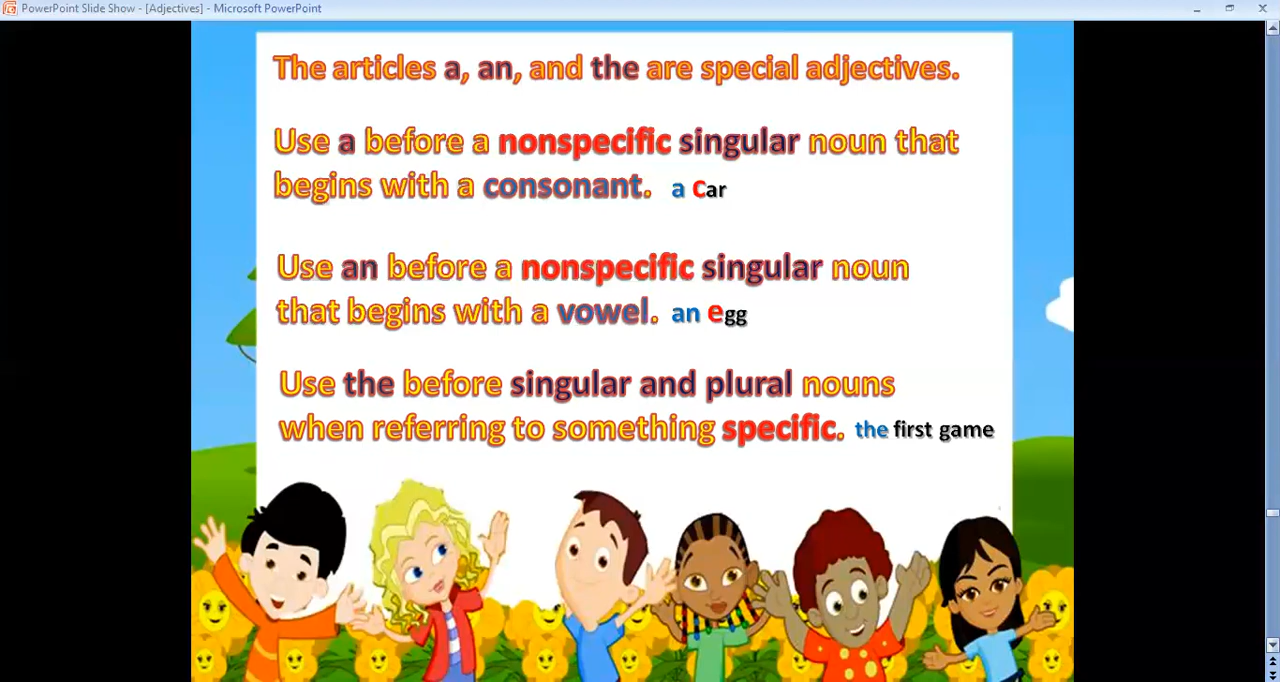 PowerPoint Slide Show - [Adjectives] - Microsoft PowerPoint
The articles a, an, and the are special adjectives.
Use a before a nonspecific singular noun that
begins with a consonant. a car
Use an before a nonspecific singular noun
that begins with a vowel. an egg
Use the before singular and plural nouns
when referring to something specific. the first game